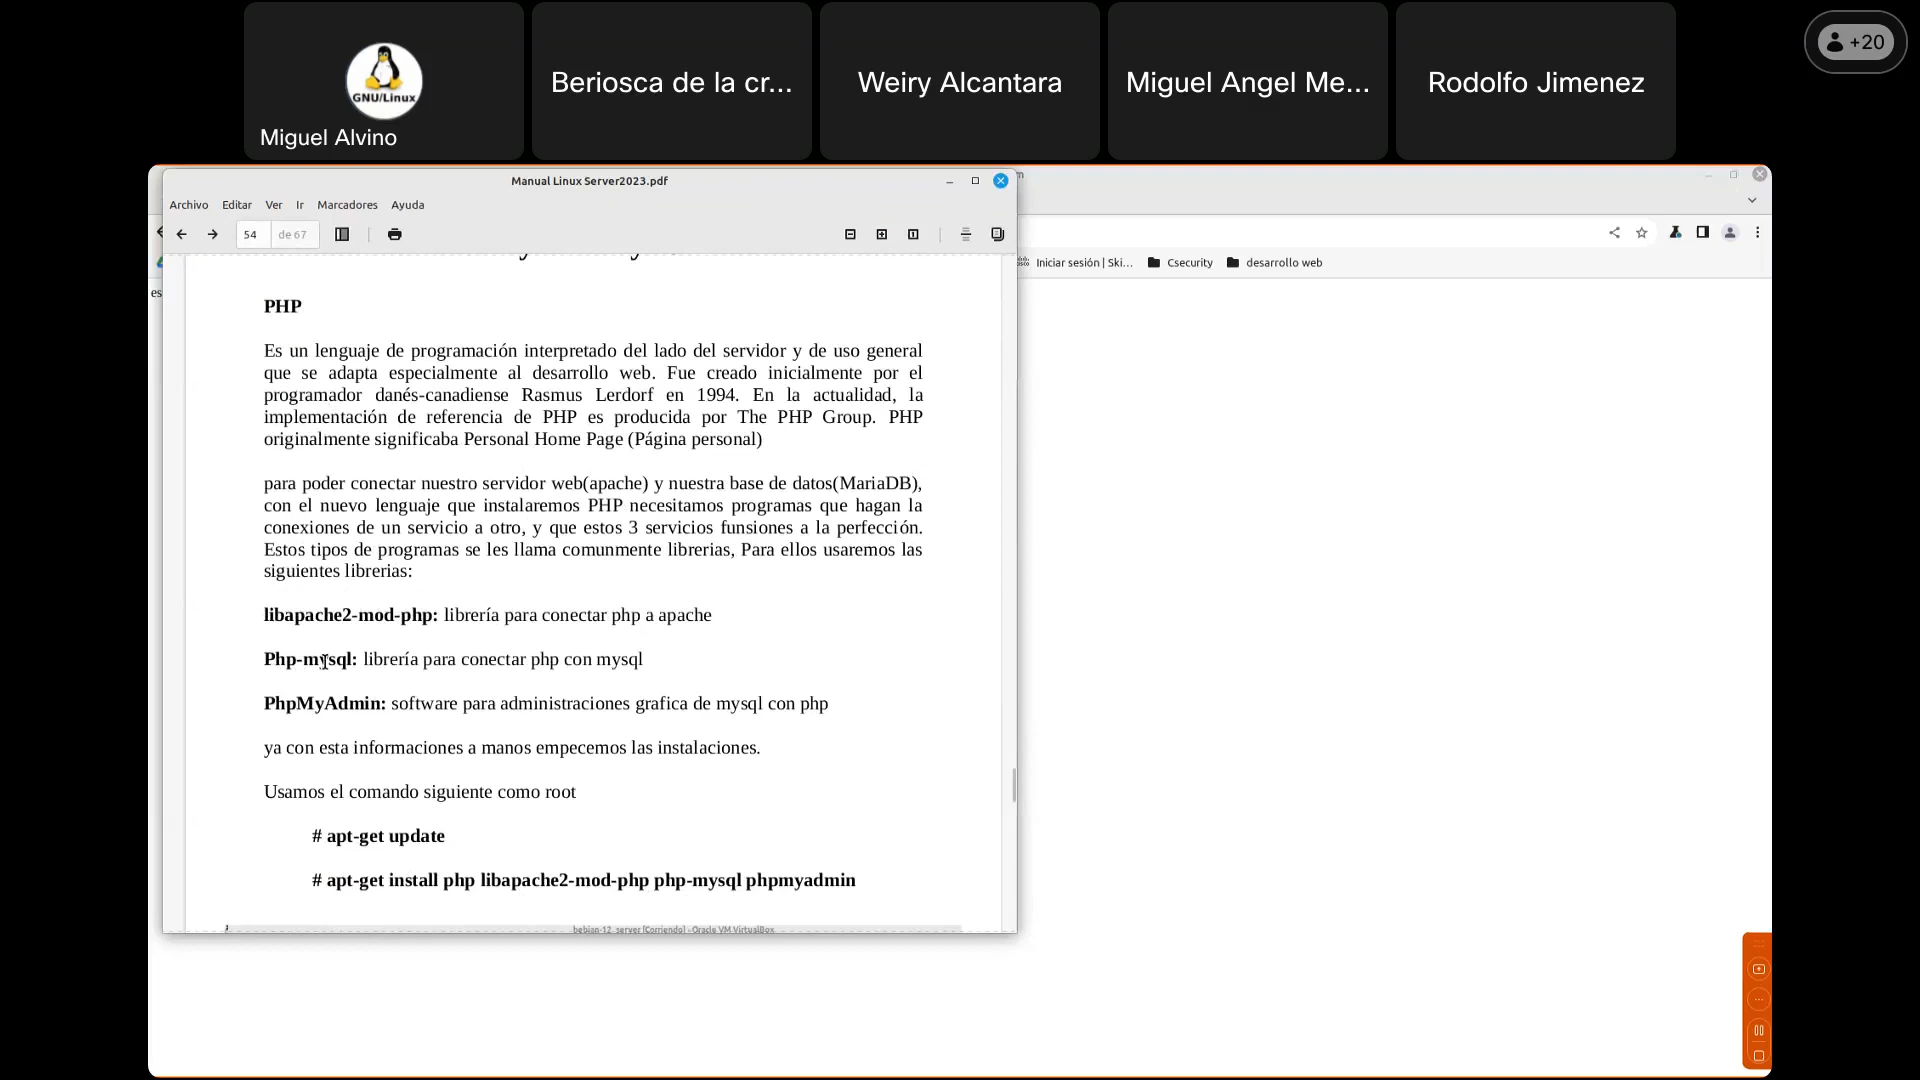 GNU/Linux
Miguel Alvino
Beriosca de la cr...
Weiry Alcantara
Miguel Angel Me...
Rodolfo Jimenez
+20
Manual Linux Server2023.pdf
Archivo Editar Ver Ir Marcadores Ayuda
54 de 67
Iniciar sesión | Ski... Csecurity desarrollo web
es
PHP
Es un lenguaje de programación interpretado del lado del servidor y de uso general
que se adapta especialmente al desarrollo web. Fue creado inicialmente por el
programador danés-canadiense Rasmus Lerdorf en 1994. En la actualidad, la
implementación de referencia de PHP es producida por The PHP Group. PHP
originalmente significaba Personal Home Page (Página personal)
para poder conectar nuestro servidor web(apache) y nuestra base de datos(MariaDB),
con el nuevo lenguaje que instalaremos PHP necesitamos programas que hagan la
conexiones de un servicio a otro, y que estos 3 servicios funsiones a la perfección.
Estos tipos de programas se les llama comunmente librerias, Para ellos usaremos las
siguientes librerias:
libapache2-mod-php: librería para conectar php a apache
Php-mysql: librería para conectar php con mysql
PhpMyAdmin: software para administraciones grafica de mysql con php
ya con esta informaciones a manos empecemos las instalaciones.
Usamos el comando siguiente como root
# apt-get update
# apt-get install php libapache2-mod-php php-mysql phpmyadmin
bebian-12_server [Corriendo] - Oracle VM VirtualBox